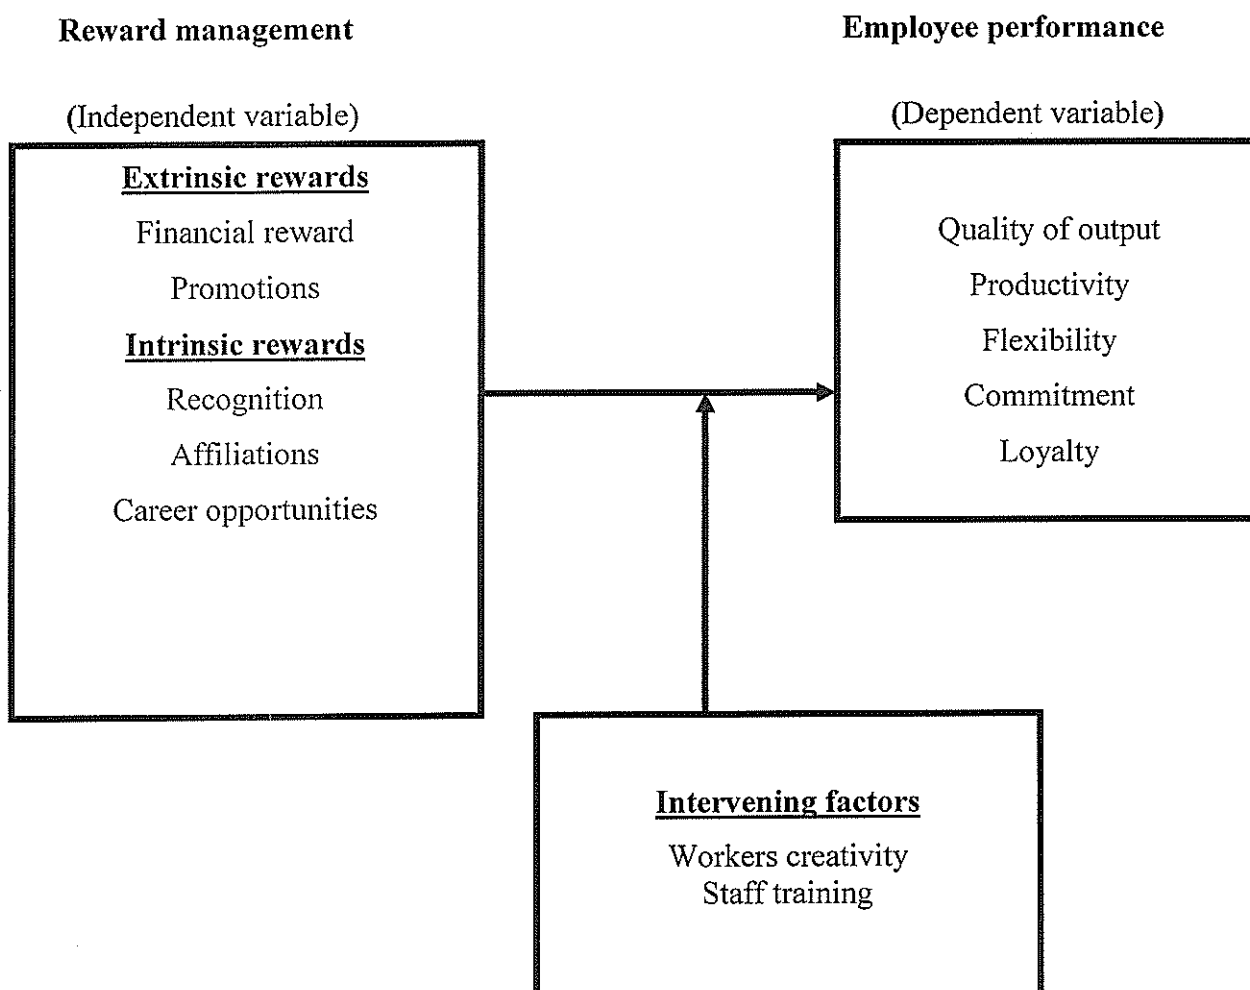 Reward management
(Independent variable)
Extrinsic rewards
Financial reward
Promotions
Intrinsic rewards
Recognition
Affiliations
Career opportunities
Employee performance
(Dependent variable)
Quality of output
Productivity
Flexibility
Commitment
Loyalty
Intervening factors
Workers creativity
Staff training